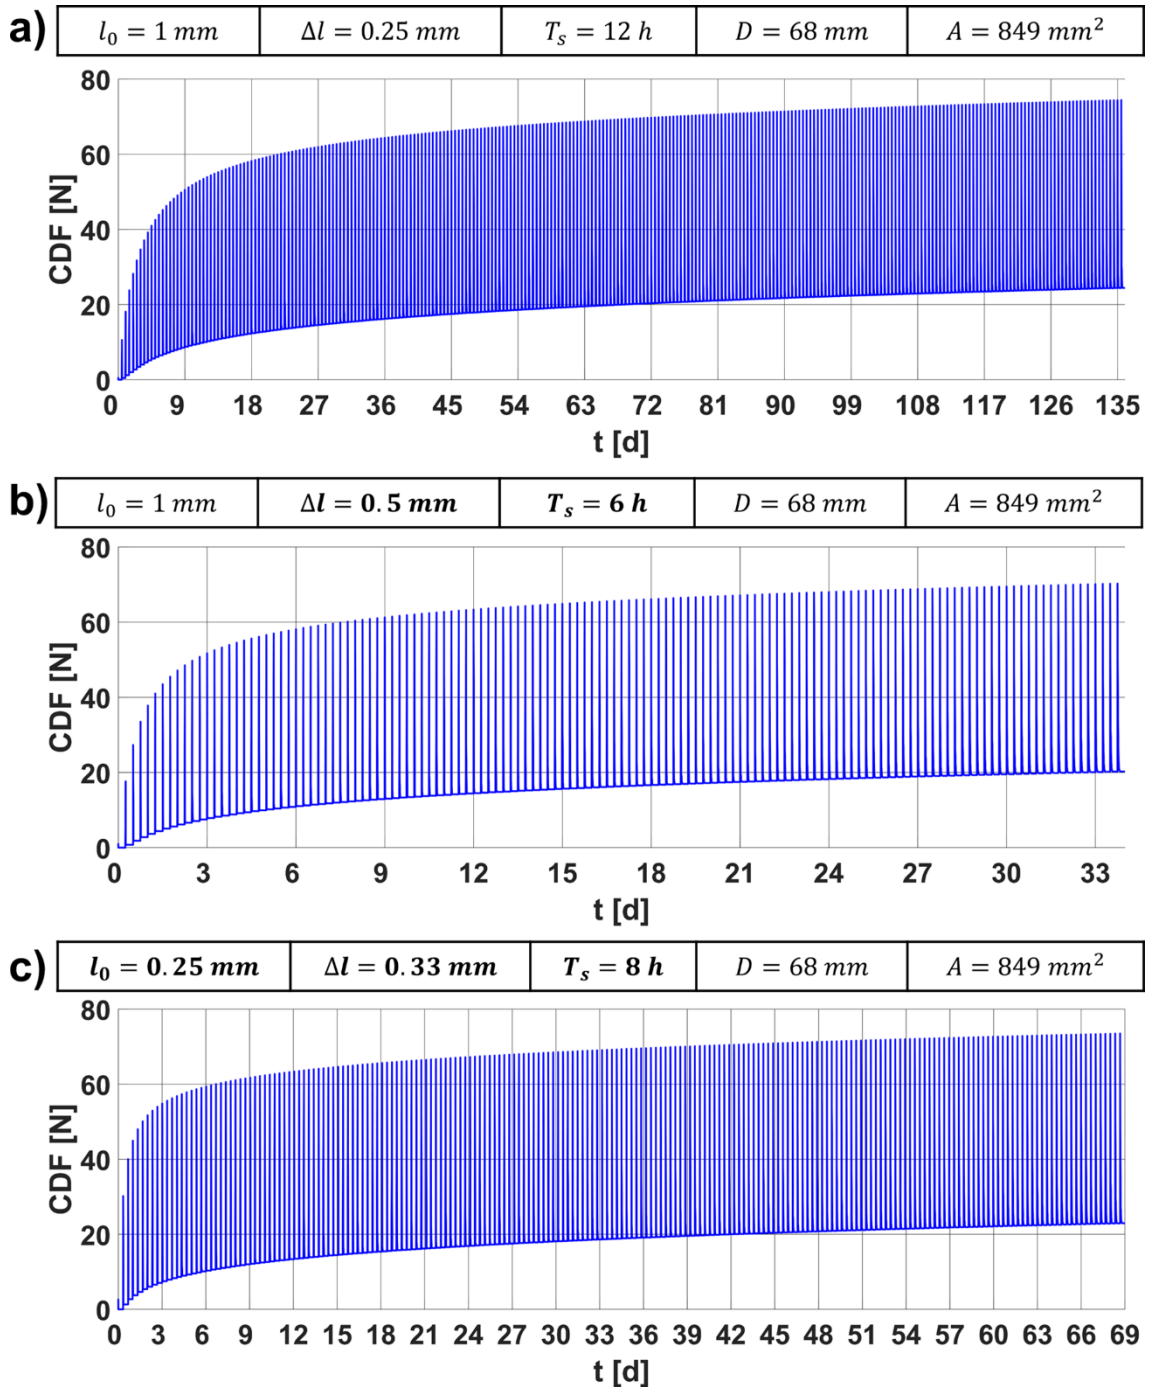 a) l₀ = 1 mm Δl = 0.25 mm Tₛ = 12 h D = 68 mm A = 849 mm²
80
60
40
20
0
CDF [N]
0 9 18 27 36 45 54 63 72 81 90 99 108 117 126 135
t [d]
b) l₀ = 1 mm Δl = 0.5 mm Tₛ = 6 h D = 68 mm A = 849 mm²
80
60
40
20
0
CDF [N]
0 3 6 9 12 15 18 21 24 27 30 33
t [d]
c) l₀ = 0.25 mm Δl = 0.33 mm Tₛ = 8 h D = 68 mm A = 849 mm²
80
60
40
20
0
CDF [N]
0 3 6 9 12 15 18 21 24 27 30 33 36 39 42 45 48 51 54 57 60 63 66 69
t [d]